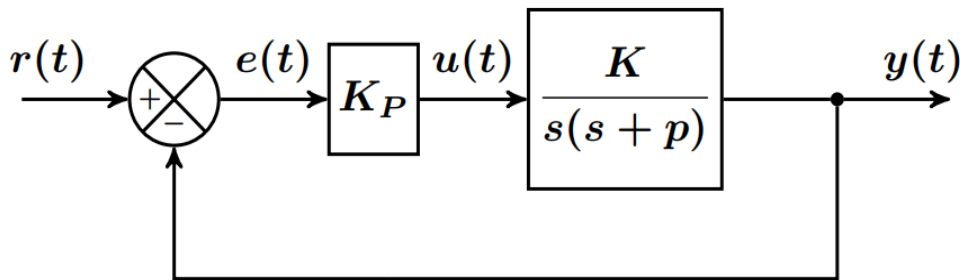 r(t)
+
−
e(t)
K_P
u(t)
K
s(s + p)
y(t)